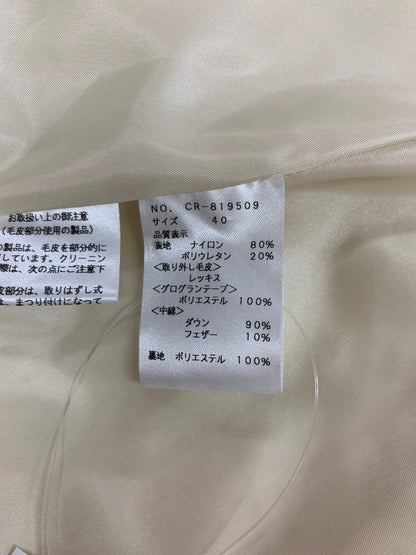 お取扱い上の御注意
(毛皮部分使用の製品)
の製品は、毛皮を部分的に
しています。クリーニン
際は、次の点にご注意下
皮部分は、取りはずし式
は、まつり付けになって
NO. CR-819509
サイズ 40
品質表示
表地 ナイロン 80%
ポリウレタン 20%
<取り外し毛皮>
レッキス
<グログランテープ>
ポリエステル 100%
<中綿>
ダウン 90%
フェザー 10%
裏地 ポリエステル 100%